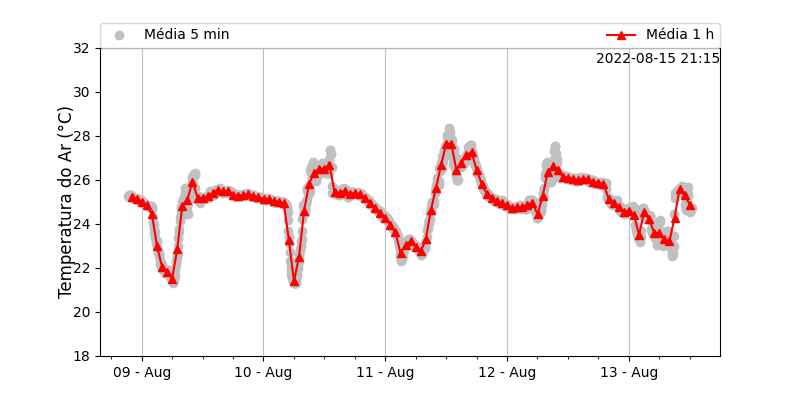 Média 5 min
Média 1 h
2022-08-15 21:15
Temperatura do Ar (°C)
32
30
28
26
24
22
20
18
09 - Aug
10 - Aug
11 - Aug
12 - Aug
13 - Aug